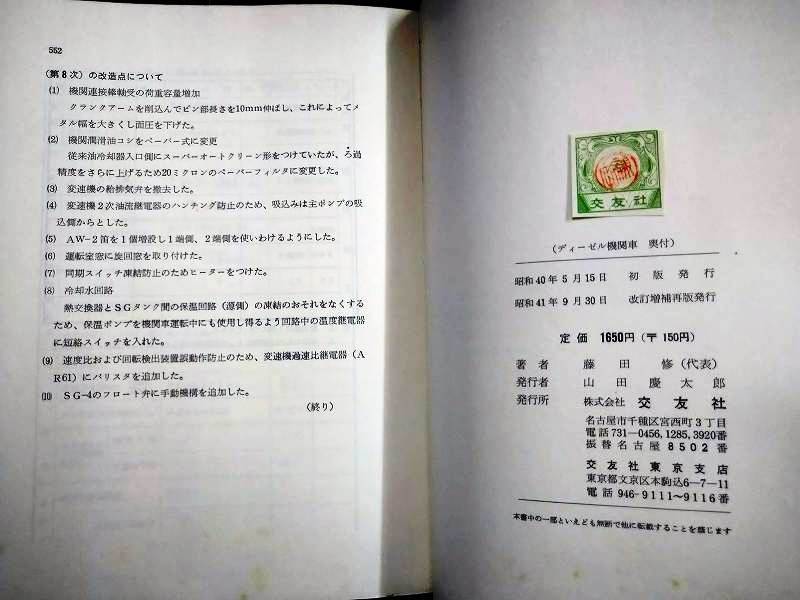 552
(第8次)の改造点について
(1) 機関連接棒軸受の荷重容量増加
クランクアームを削込んでピン部長さを10mm伸ばし、これによってメ
タル幅を大きくし面圧を下げた。
(2) 機関潤滑油コシをペーパー式に変更
従来油冷却器入口側にスーパーオートクリーン形をつけていたが、ろ過
精度をさらに上げるため20ミクロンのペーパーフィルタに変更した。
(3) 変速機の給排気弁を撤去した。
(4) 変速機2次油流継電器のハンチング防止のため、吸込みは主ポンプの吸
込側からとした。
(5) AW-2笛を1個増設し1端側、2端側を使いわけるようにした。
(6) 運転室窓に旋回窓を取り付けた。
(7) 同期スイッチ凍結防止のためヒーターをつけた。
(8) 冷却水回路
熱交換器とSGタンク間の保温回路(源側)の凍結のおそれをなくする
ため、保温ポンプを機関車運転中にも使用し得るよう回路中の温度継電器
に短絡スイッチを入れた。
(9) 速度比および回転検出装置誤動作防止のため、変速機過速比継電器(A
R61)にバリスタを追加した。
(10) SG-4のフロート弁に手動機構を追加した。
(終り)
交友社
(ディーゼル機関車 奥付)
昭和40年5月15日 初版発行
昭和41年9月30日 改訂増補再版発行
定価 1650円(〒150円)
著者 藤田 修(代表)
発行者 山田慶太郎
発行所 株式会社 交友社
名古屋市千種区宮西町3丁目
電話731―0456,1285,3920番
振替名古屋8502番
交友社東京支店
東京都文京区本駒込6―7―11
電話 946-9111〜9116番
本書中の一部といえども無断で他に転載することを禁じます